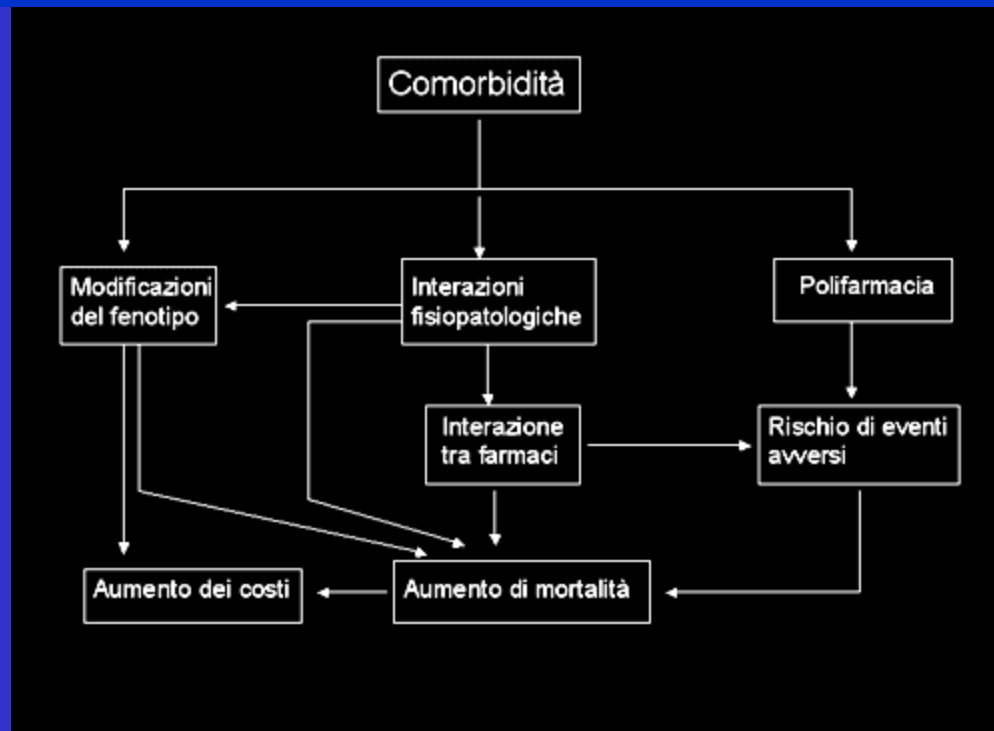 Comorbidità
Modificazioni
del fenotipo
Interazioni
fisiopatologiche
Polifarmacia
Interazione
tra farmaci
Rischio di eventi
avversi
Aumento dei costi
Aumento di mortalità